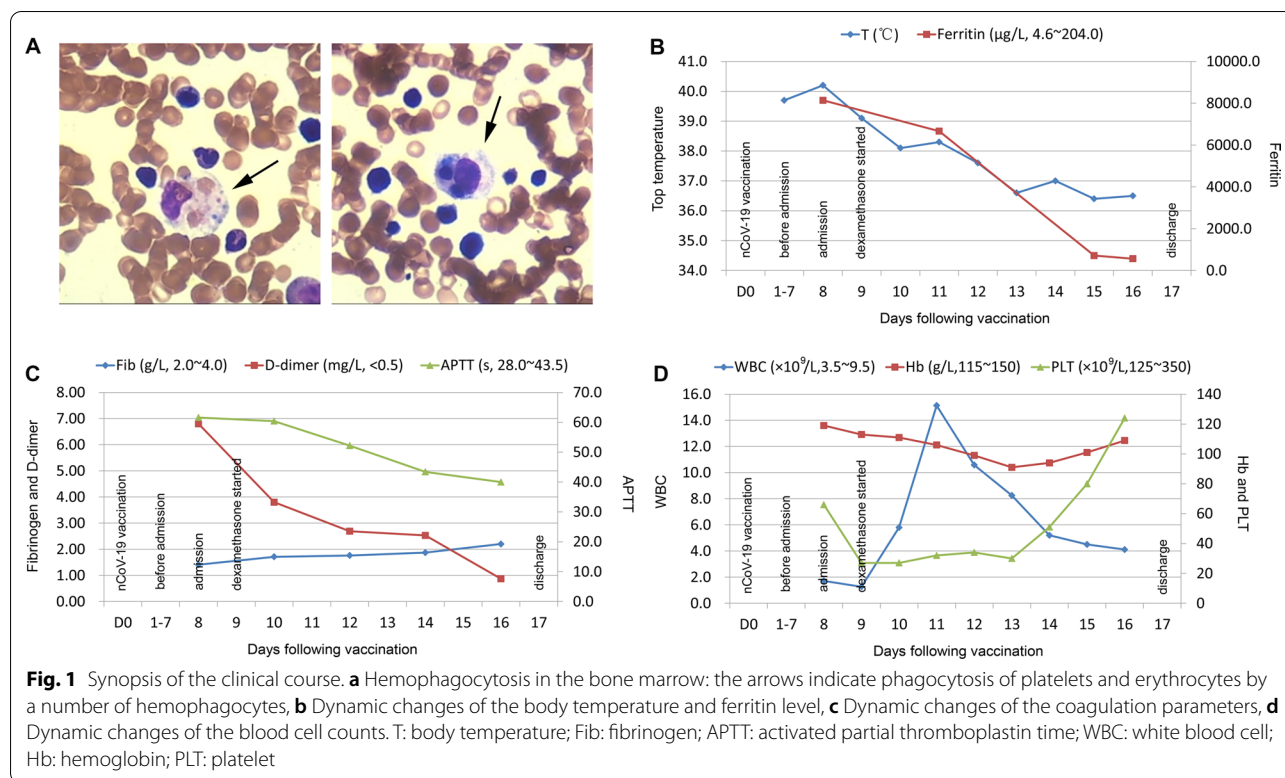 A
B
T (℃) Ferritin (µg/L, 4.6~204.0)
41.0
40.0
39.0
38.0
37.0
36.0
35.0
34.0
Top temperature
10000.0
8000.0
6000.0
4000.0
2000.0
0.0
Ferritin
nCoV-19 vaccination
before admission
admission
dexamethasone started
discharge
D0 1-7 8 9 10 11 12 13 14 15 16 17
Days following vaccination
C
Fib (g/L, 2.0~4.0) D-dimer (mg/L, <0.5) APTT (s, 28.0~43.5)
8.00
7.00
6.00
5.00
4.00
3.00
2.00
1.00
0.00
Fibrinogen and D-dimer
70.0
60.0
50.0
40.0
30.0
20.0
10.0
0.0
APTT
nCoV-19 vaccination
before admission
admission
dexamethasone started
discharge
D0 1-7 8 9 10 11 12 13 14 15 16 17
Days following vaccination
D
WBC (×10⁹/L,3.5~9.5) Hb (g/L,115~150) PLT (×10⁹/L,125~350)
16.0
14.0
12.0
10.0
8.0
6.0
4.0
2.0
0.0
WBC
140
120
100
80
60
40
20
0
Hb and PLT
nCoV-19 vaccination
before admission
admission
dexamethasone started
discharge
D0 1-7 8 9 10 11 12 13 14 15 16 17
Days following vaccination
Fig. 1 Synopsis of the clinical course. a Hemophagocytosis in the bone marrow: the arrows indicate phagocytosis of platelets and erythrocytes by
a number of hemophagocytes, b Dynamic changes of the body temperature and ferritin level, c Dynamic changes of the coagulation parameters, d
Dynamic changes of the blood cell counts. T: body temperature; Fib: fibrinogen; APTT: activated partial thromboplastin time; WBC: white blood cell;
Hb: hemoglobin; PLT: platelet